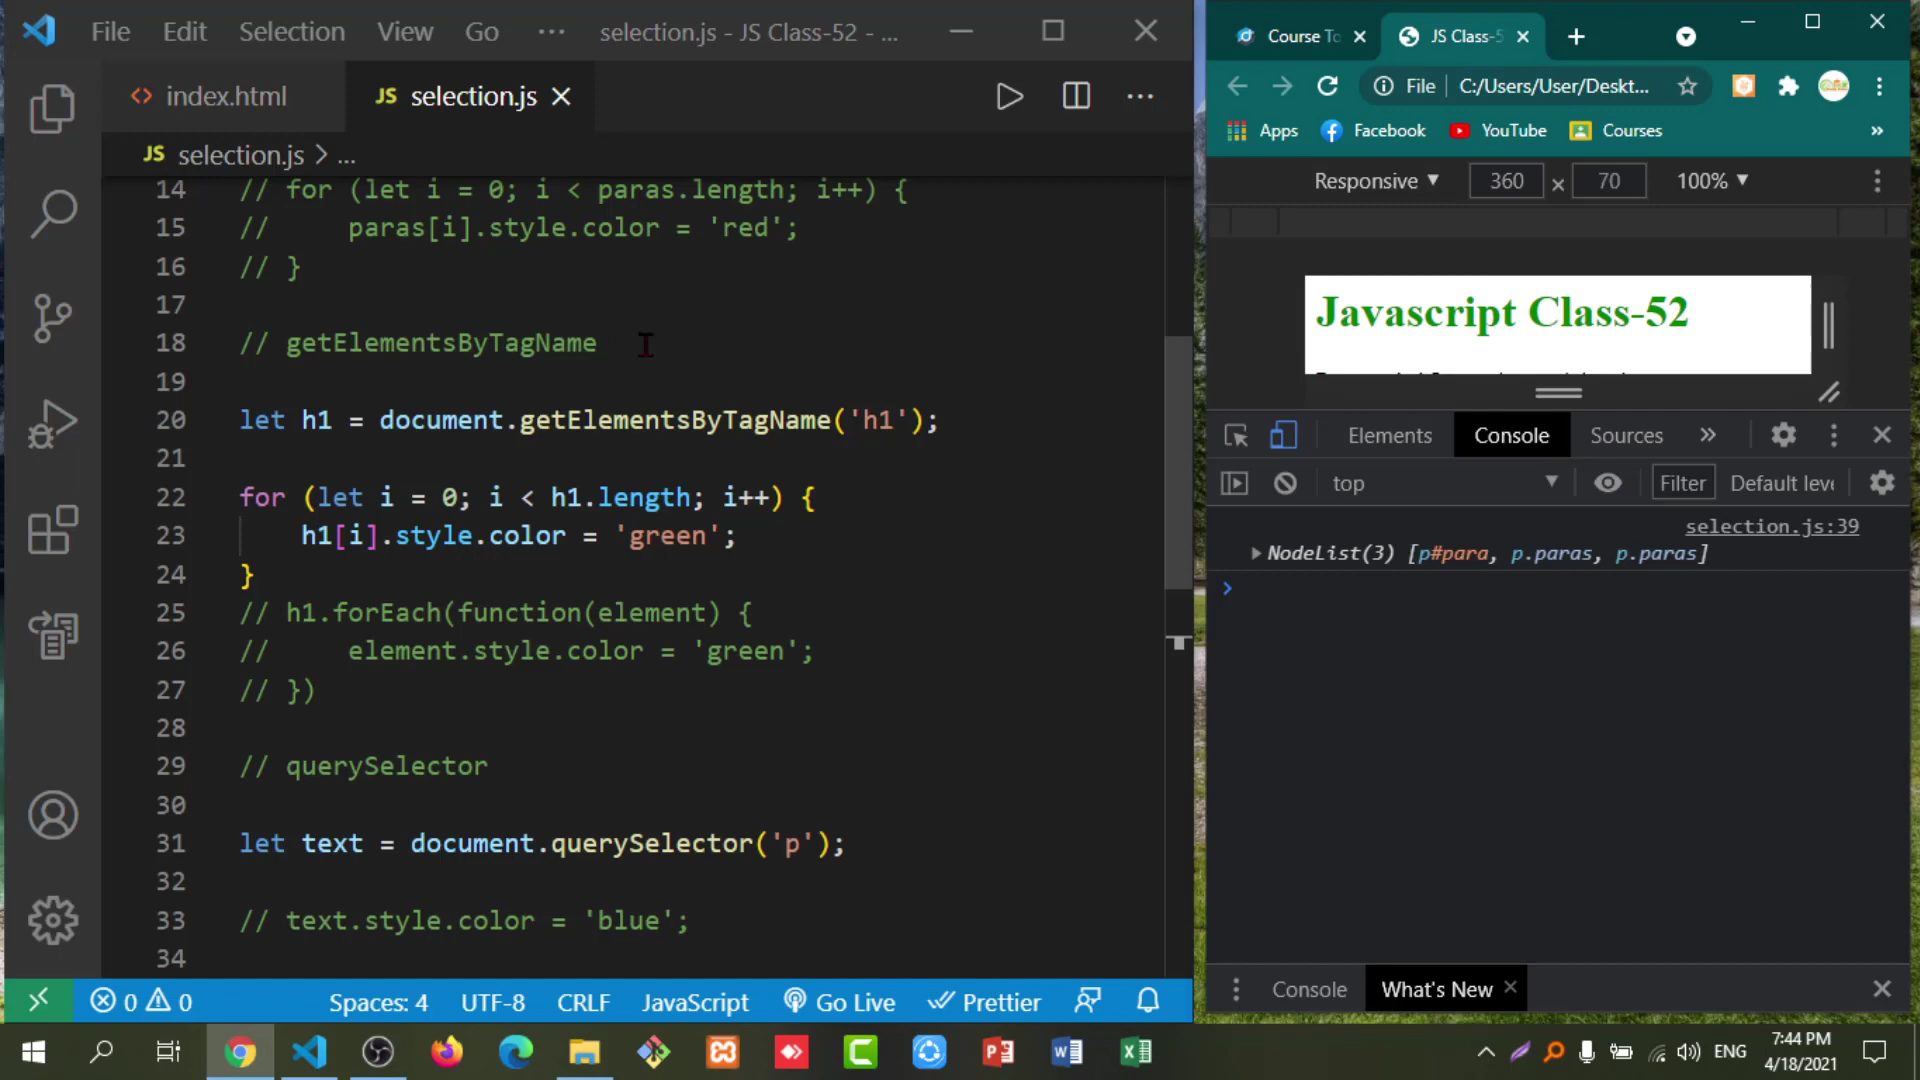 File Edit Selection View Go ··· selection.js - JS Class-52 - ...
index.html
JS selection.js
JS selection.js > ...
14 // for (let i = 0; i < paras.length; i++) {
15 //     paras[i].style.color = 'red';
16 // }
17
18 // getElementsByTagName
19
20 let h1 = document.getElementsByTagName('h1');
21
22 for (let i = 0; i < h1.length; i++) {
23     h1[i].style.color = 'green';
24 }
25 // h1.forEach(function(element) {
26 //     element.style.color = 'green';
27 // })
28
29 // querySelector
30
31 let text = document.querySelector('p');
32
33 // text.style.color = 'blue';
34
0 0 Spaces: 4 UTF-8 CRLF JavaScript Go Live Prettier
Course To JS Class-5
File C:/Users/User/Deskt...
Apps Facebook YouTube Courses »
Responsive 360 × 70 100%
Javascript Class-52
Elements Console Sources »
top Filter Default leve
selection.js:39
NodeList(3) [p#para, p.paras, p.paras]
Console What's New
ENG 7:44 PM
4/18/2021